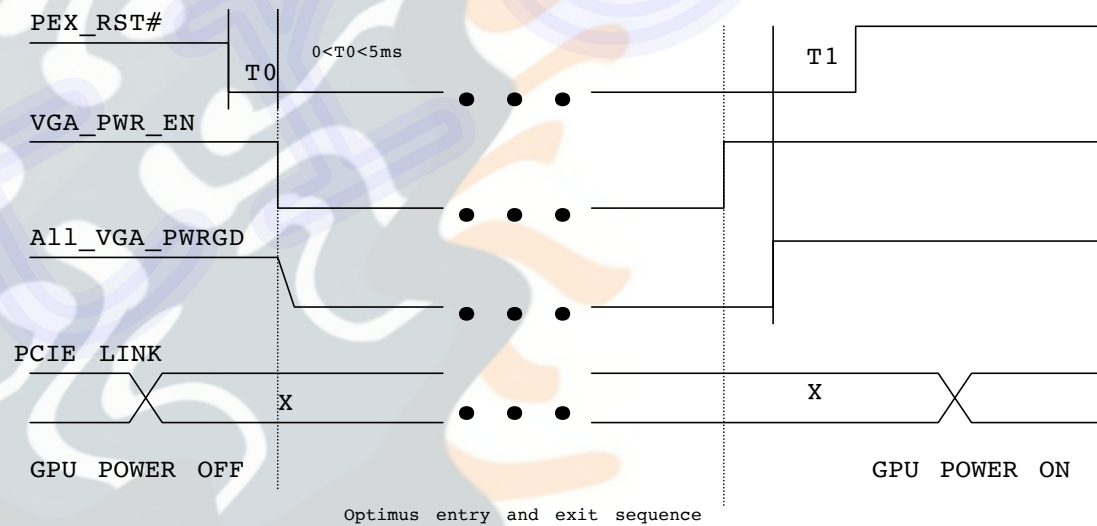 PEX_RST#
T0
0<T0<5ms
T1
VGA_PWR_EN
All_VGA_PWRGD
PCIE LINK
X
X
GPU POWER OFF
GPU POWER ON
Optimus entry and exit sequence